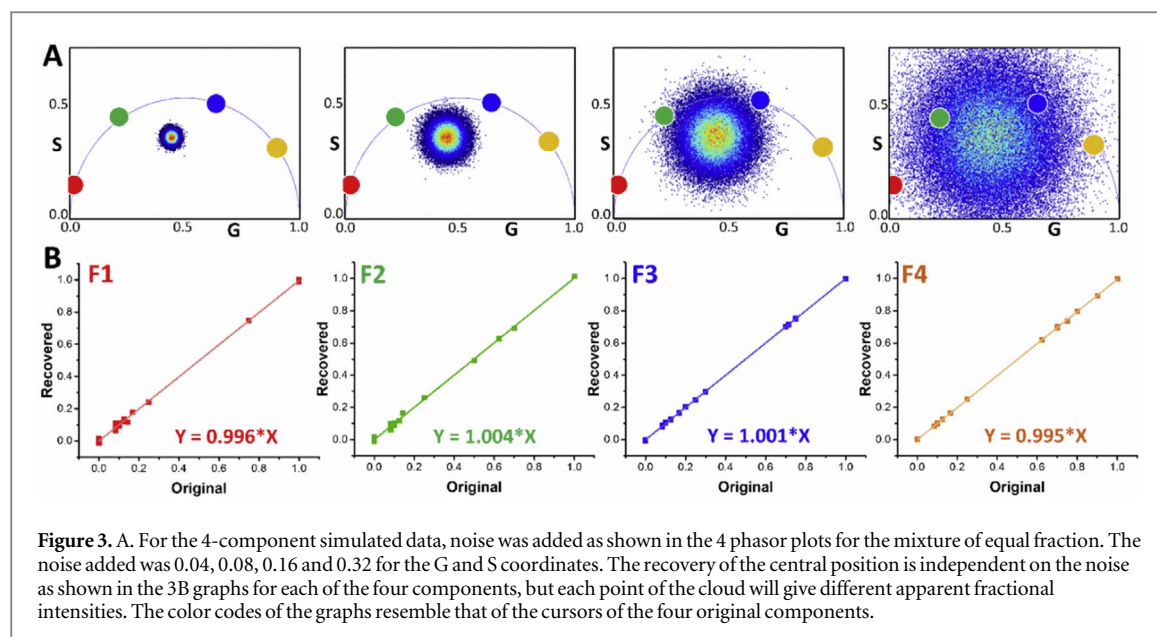 A
0.5
S
0.0
0.0
0.5
G
1.0
0.5
S
0.0
0.0
0.5
G
1.0
0.5
S
0.0
0.0
0.5
G
1.0
0.5
S
0.0
0.0
0.5
G
1.0
B
F1
Recovered
1.0
0.8
0.6
0.4
0.2
0.0
Y = 0.996*X
0.0 0.2 0.4 0.6 0.8 1.0
Original
F2
Recovered
1.0
0.8
0.6
0.4
0.2
0.0
Y = 1.004*X
0.0 0.2 0.4 0.6 0.8 1.0
Original
F3
Recovered
1.0
0.8
0.6
0.4
0.2
0.0
Y = 1.001*X
0.0 0.2 0.4 0.6 0.8 1.0
Original
F4
Recovered
1.0
0.8
0.6
0.4
0.2
0.0
Y = 0.995*X
0.0 0.2 0.4 0.6 0.8 1.0
Original
Figure 3. A. For the 4-component simulated data, noise was added as shown in the 4 phasor plots for the mixture of equal fraction. The
noise added was 0.04, 0.08, 0.16 and 0.32 for the G and S coordinates. The recovery of the central position is independent on the noise
as shown in the 3B graphs for each of the four components, but each point of the cloud will give different apparent fractional
intensities. The color codes of the graphs resemble that of the cursors of the four original components.